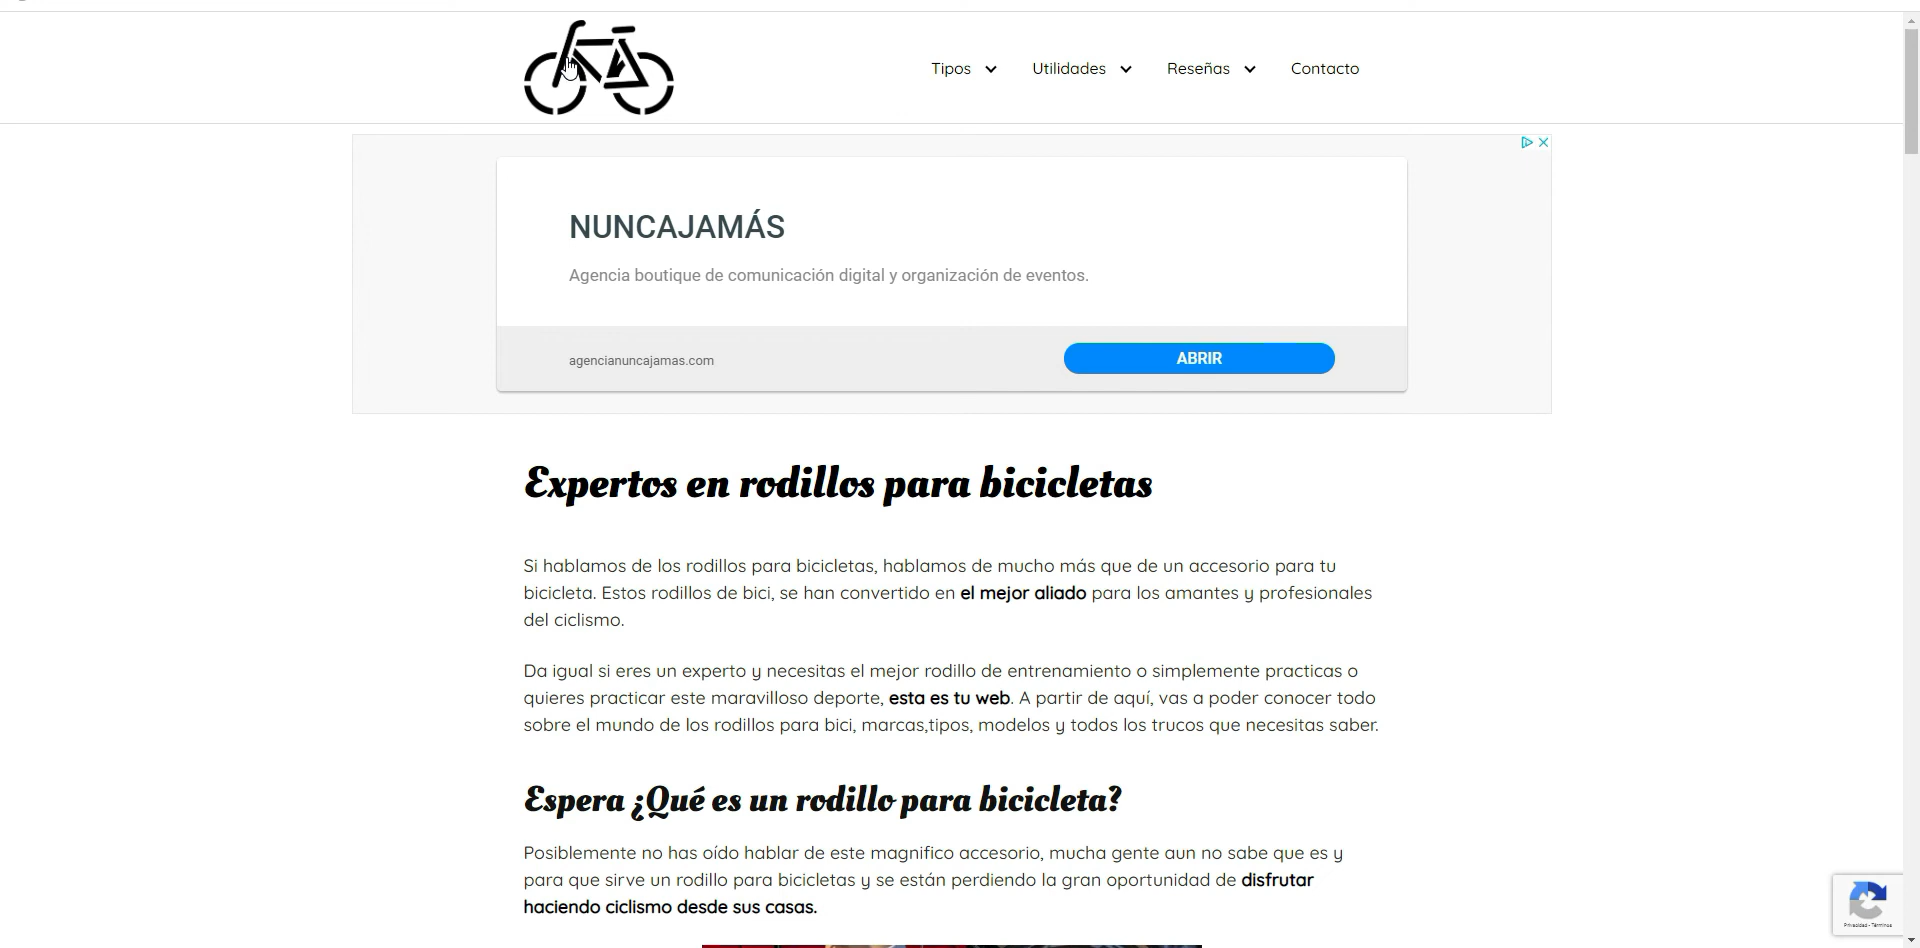 Tipos
Utilidades
Reseñas
Contacto
NUNCAJAMÁS
Agencia boutique de comunicación digital y organización de eventos.
agencianuncajamas.com
ABRIR
Expertos en rodillos para bicicletas
Si hablamos de los rodillos para bicicletas, hablamos de mucho más que de un accesorio para tu
bicicleta. Estos rodillos de bici, se han convertido en el mejor aliado para los amantes y profesionales
del ciclismo.
Da igual si eres un experto y necesitas el mejor rodillo de entrenamiento o simplemente practicas o
quieres practicar este maravilloso deporte, esta es tu web. A partir de aquí, vas a poder conocer todo
sobre el mundo de los rodillos para bici, marcas,tipos, modelos y todos los trucos que necesitas saber.
Espera ¿Qué es un rodillo para bicicleta?
Posiblemente no has oído hablar de este magnifico accesorio, mucha gente aun no sabe que es y
para que sirve un rodillo para bicicletas y se están perdiendo la gran oportunidad de disfrutar
haciendo ciclismo desde sus casas.
Privacidad - Términos